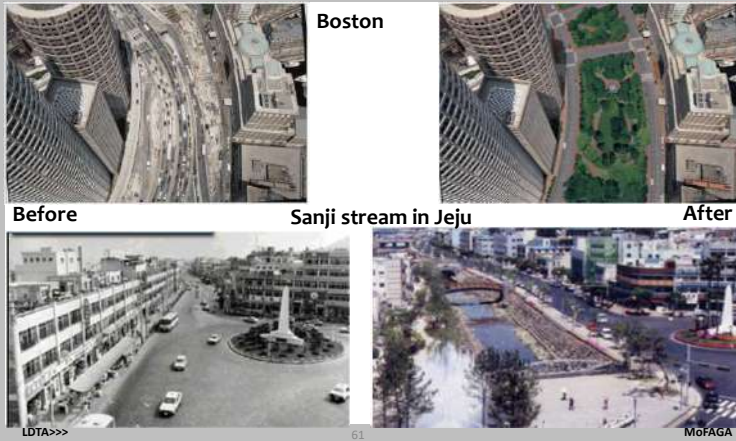 Boston
Before
Sanji stream in Jeju
After
LDTA>>>
61
MoFAGA